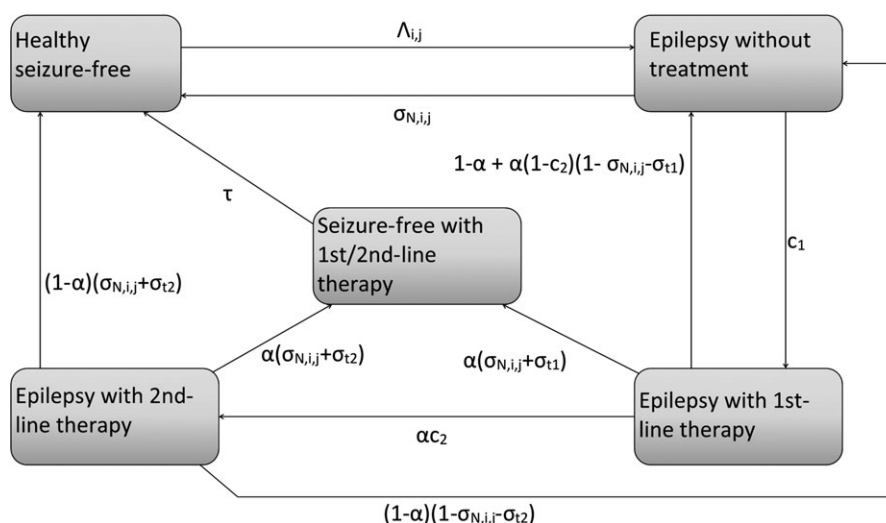 Healthy
seizure-free
Λi,j
Epilepsy without
treatment
σN,i,j
1-α + α(1-c2)(1- σN,i,j-σt1)
τ
Seizure-free with
1st/2nd-line
therapy
c1
(1-α)(σN,i,j+σt2)
α(σN,i,j+σt2)
α(σN,i,j+σt1)
Epilepsy with 2nd-
line therapy
Epilepsy with 1st-
line therapy
αc2
(1-α)(1-σN,i,j-σt2)